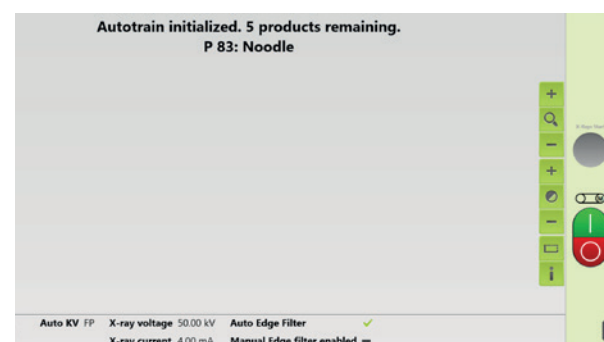 Autotrain initialized. 5 products remaining.
P 83: Noodle
Auto KV FP X-ray voltage 50.00 kV Auto Edge Filter
X-ray current 4.00 mA Manual Edge filter enabled